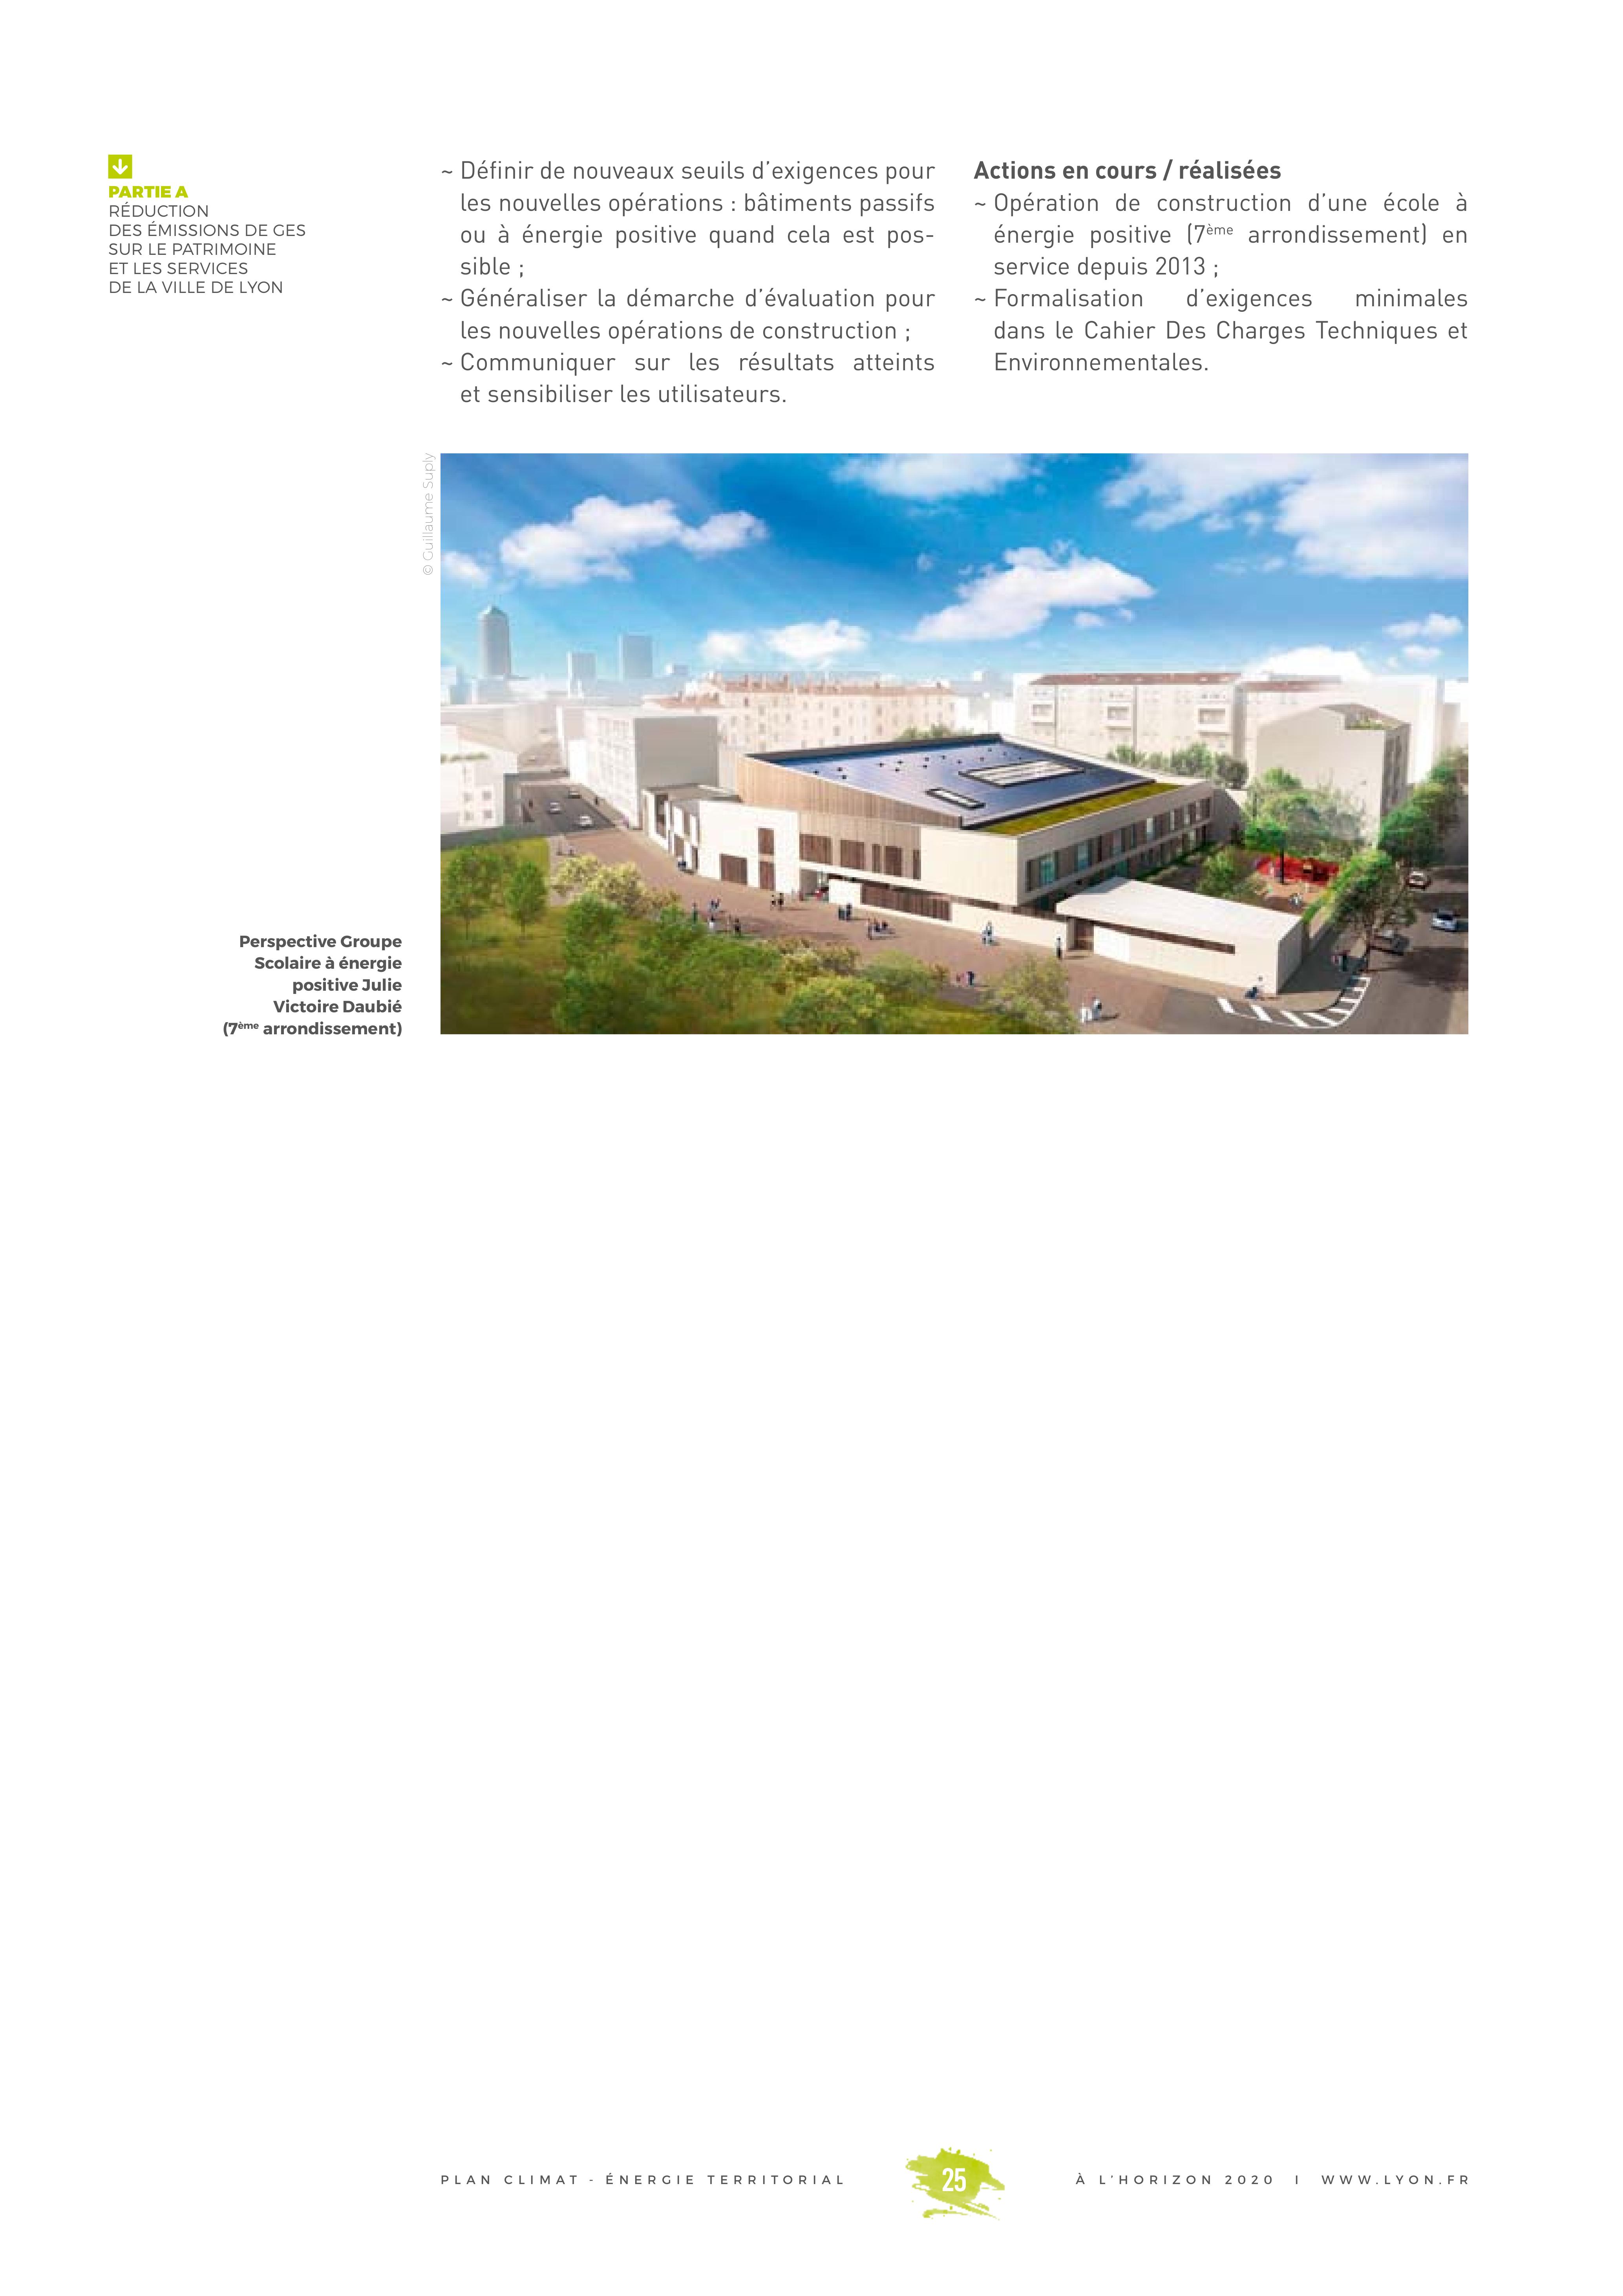 PARTIE A
RÉDUCTION
DES ÉMISSIONS DE GES
SUR LE PATRIMOINE
ET LES SERVICES
DE LA VILLE DE LYON
~ Définir de nouveaux seuils d'exigences pour
les nouvelles opérations : bâtiments passifs
ou à énergie positive quand cela est pos-
sible ;
~ Généraliser la démarche d'évaluation pour
les nouvelles opérations de construction ;
~ Communiquer sur les résultats atteints
et sensibiliser les utilisateurs.
Actions en cours / réalisées
~ Opération de construction d'une école à
énergie positive (7ème arrondissement) en
service depuis 2013 ;
~ Formalisation d'exigences minimales
dans le Cahier Des Charges Techniques et
Environnementales.
© Guillaume Suply
Perspective Groupe
Scolaire à énergie
positive Julie
Victoire Daubié
(7ème arrondissement)
PLAN CLIMAT - ÉNERGIE TERRITORIAL
25
À L'HORIZON 2020 I WWW.LYON.FR